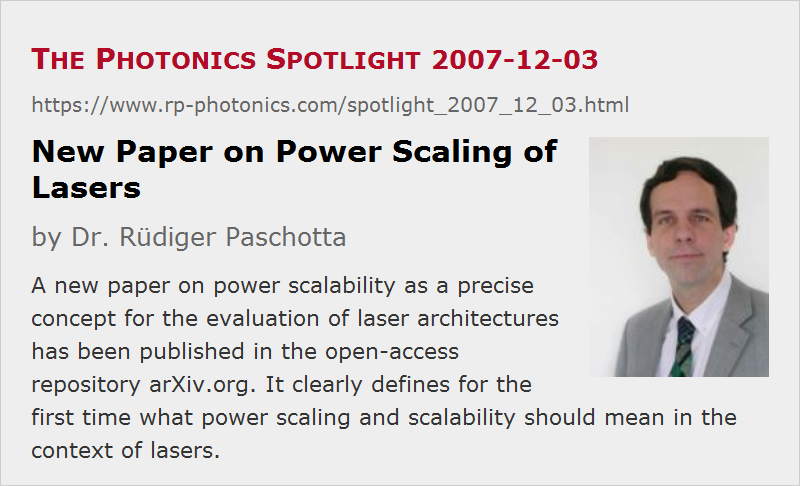 The Photonics Spotlight 2007-12-03
https://www.rp-photonics.com/spotlight_2007_12_03.html
New Paper on Power Scaling of
Lasers
by Dr. Rüdiger Paschotta
A new paper on power scalability as a precise
concept for the evaluation of laser architectures
has been published in the open-access
repository arXiv.org. It clearly defines for the
first time what power scaling and scalability should mean in the
context of lasers.